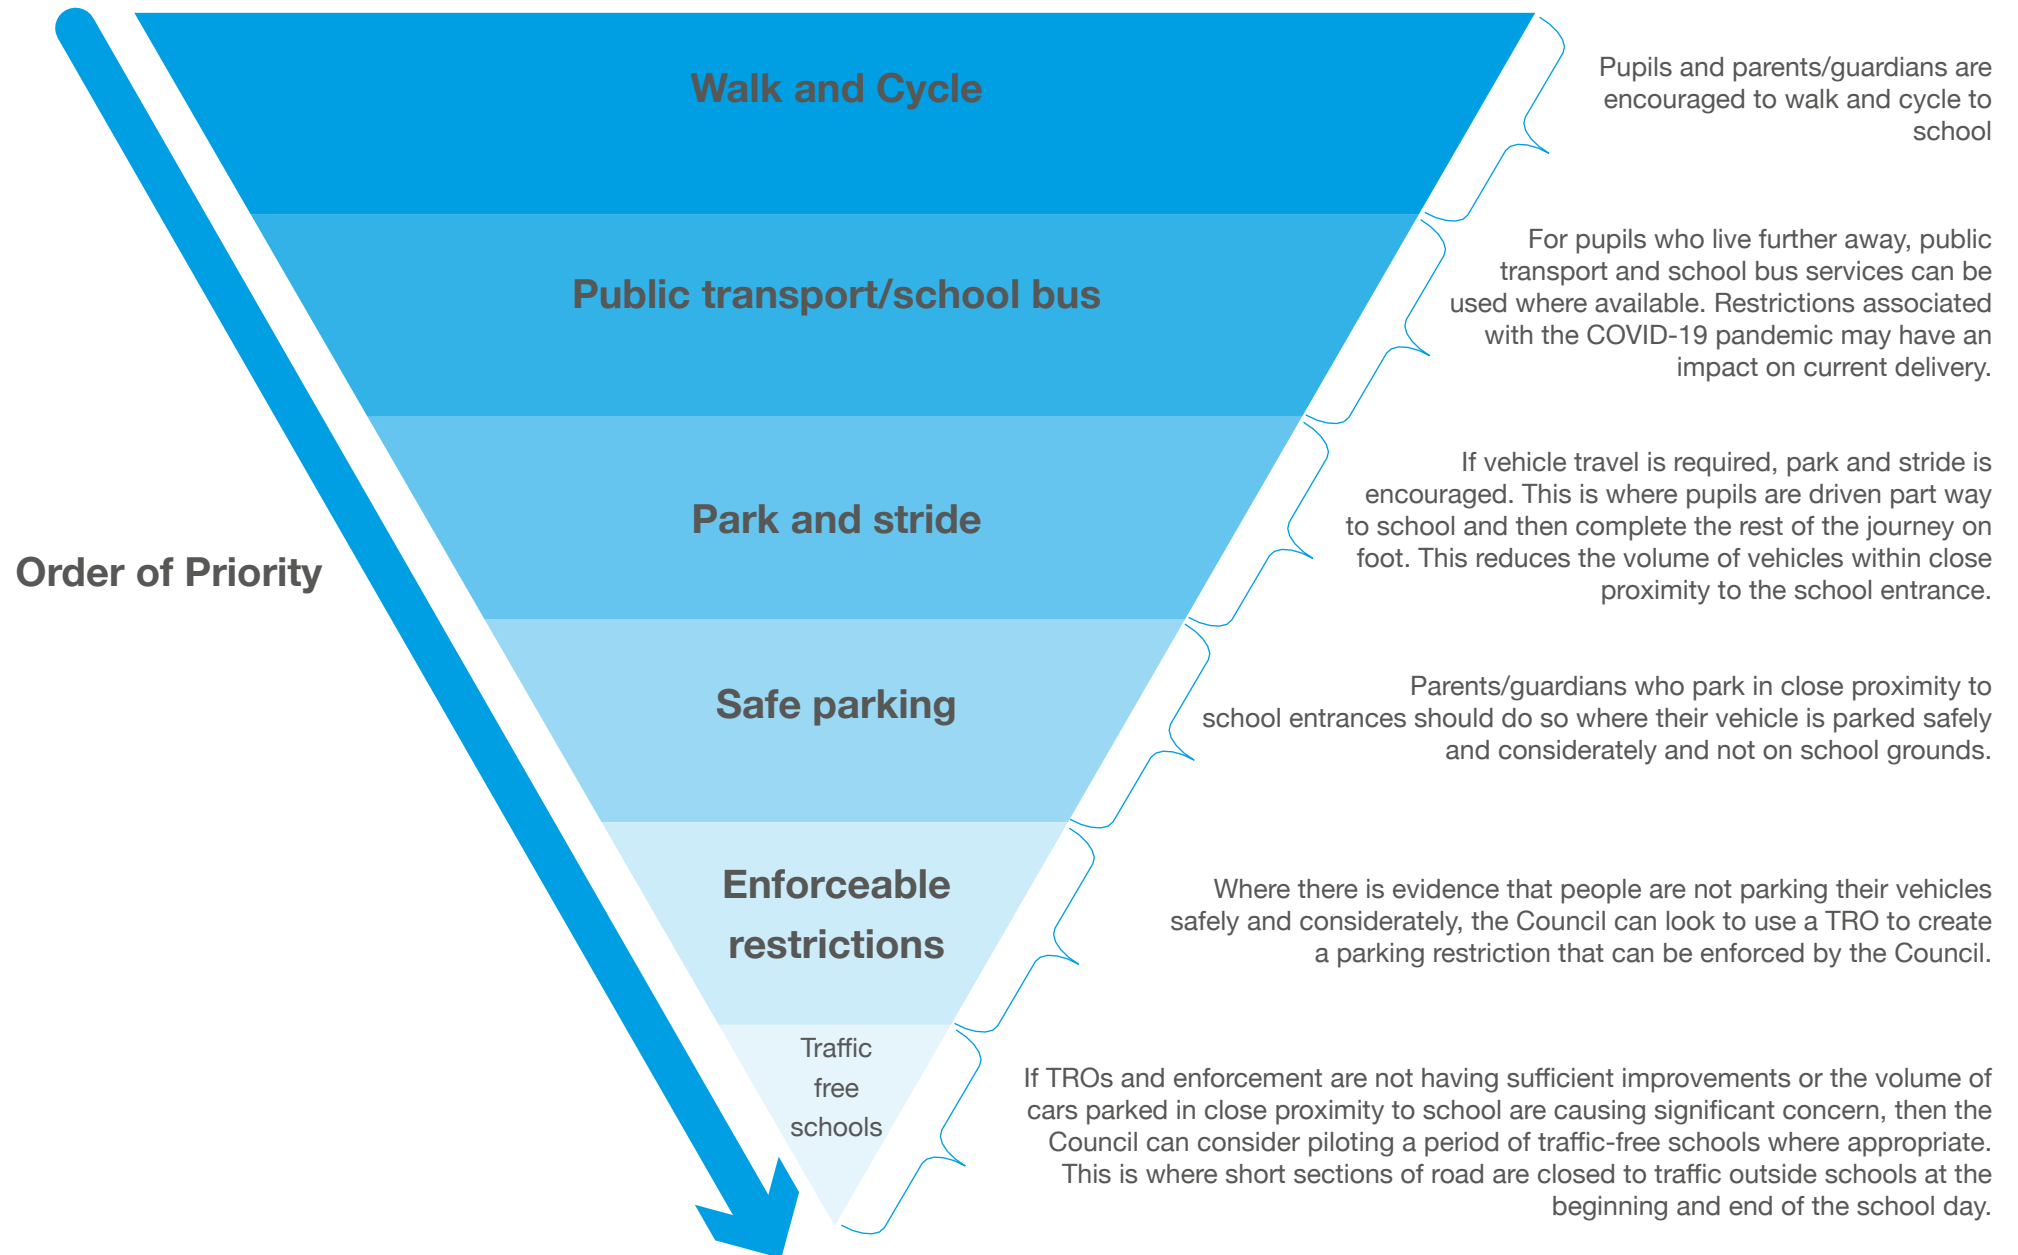 Walk and Cycle
Pupils and parents/guardians are
encouraged to walk and cycle to
school
Public transport/school bus
For pupils who live further away, public
transport and school bus services can be
used where available. Restrictions associated
with the COVID-19 pandemic may have an
impact on current delivery.
Park and stride
If vehicle travel is required, park and stride is
encouraged. This is where pupils are driven part way
to school and then complete the rest of the journey on
foot. This reduces the volume of vehicles within close
proximity to the school entrance.
Order of Priority
Safe parking
Parents/guardians who park in close proximity to
school entrances should do so where their vehicle is parked safely
and considerately and not on school grounds.
Enforceable
restrictions
Where there is evidence that people are not parking their vehicles
safely and considerately, the Council can look to use a TRO to create
a parking restriction that can be enforced by the Council.
Traffic
free
schools
If TROs and enforcement are not having sufficient improvements or the volume of
cars parked in close proximity to school are causing significant concern, then the
Council can consider piloting a period of traffic-free schools where appropriate.
This is where short sections of road are closed to traffic outside schools at the
beginning and end of the school day.